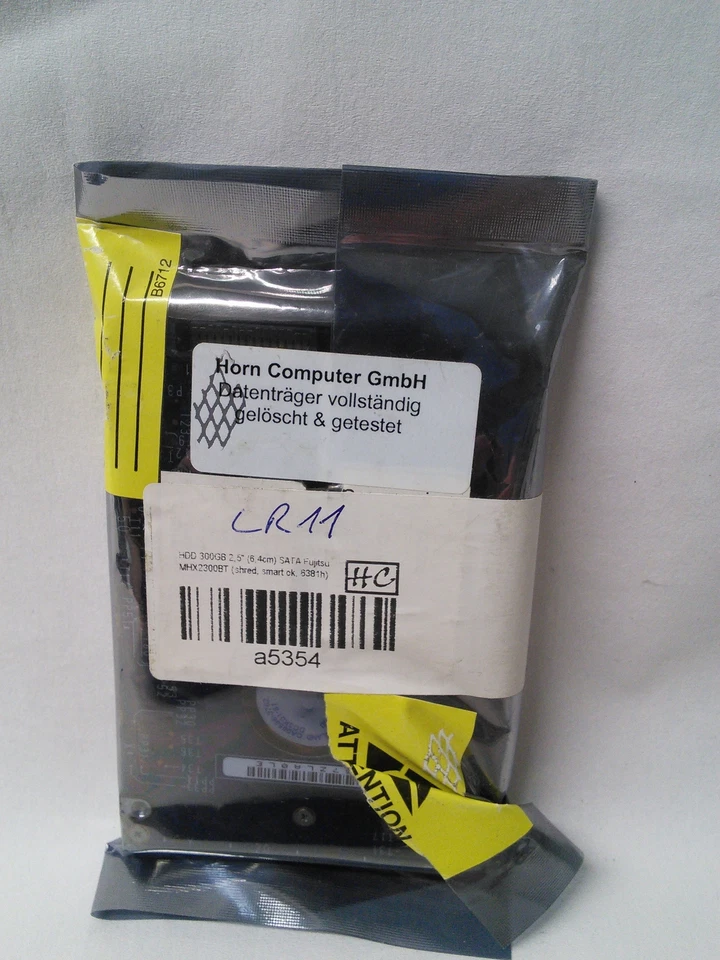 B6712
Horn Computer GmbH
Datenträger vollständig
gelöscht & getestet
LR11
HDD 300GB 2,5" (6,4cm) SATA Fujitsu
MHX2300BT (shred, smart ok, 6381h)
HC
a5354
ATTENTION